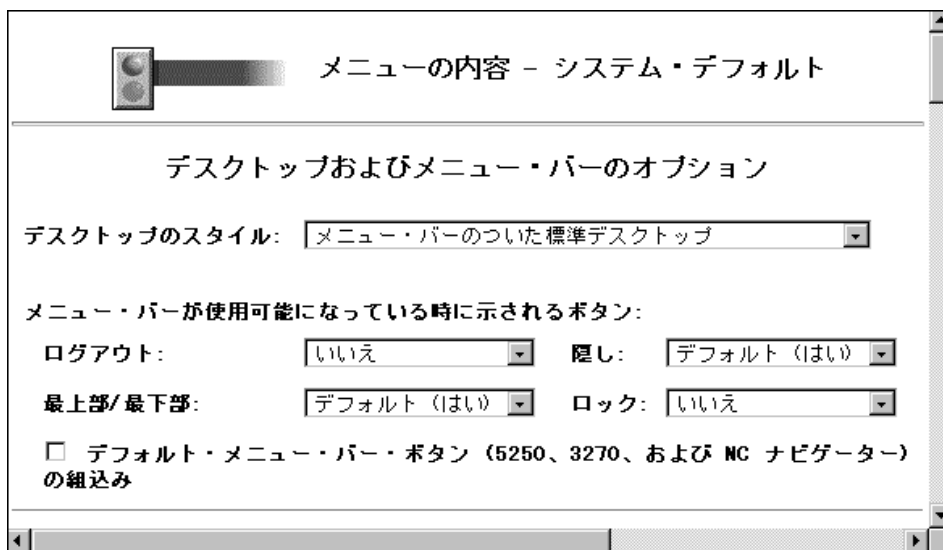 メニューの内容 - システム・デフォルト
デスクトップおよびメニュー・バーのオプション
デスクトップのスタイル: メニュー・バーのついた標準デスクトップ
メニュー・バーが使用可能になっている時に示されるボタン:
ログアウト: いいえ 隠し: デフォルト (はい)
最上部/最下部: デフォルト (はい) ロック: いいえ
デフォルト・メニュー・バー・ボタン (5250、3270、および NC ナビゲーター)
の組込み